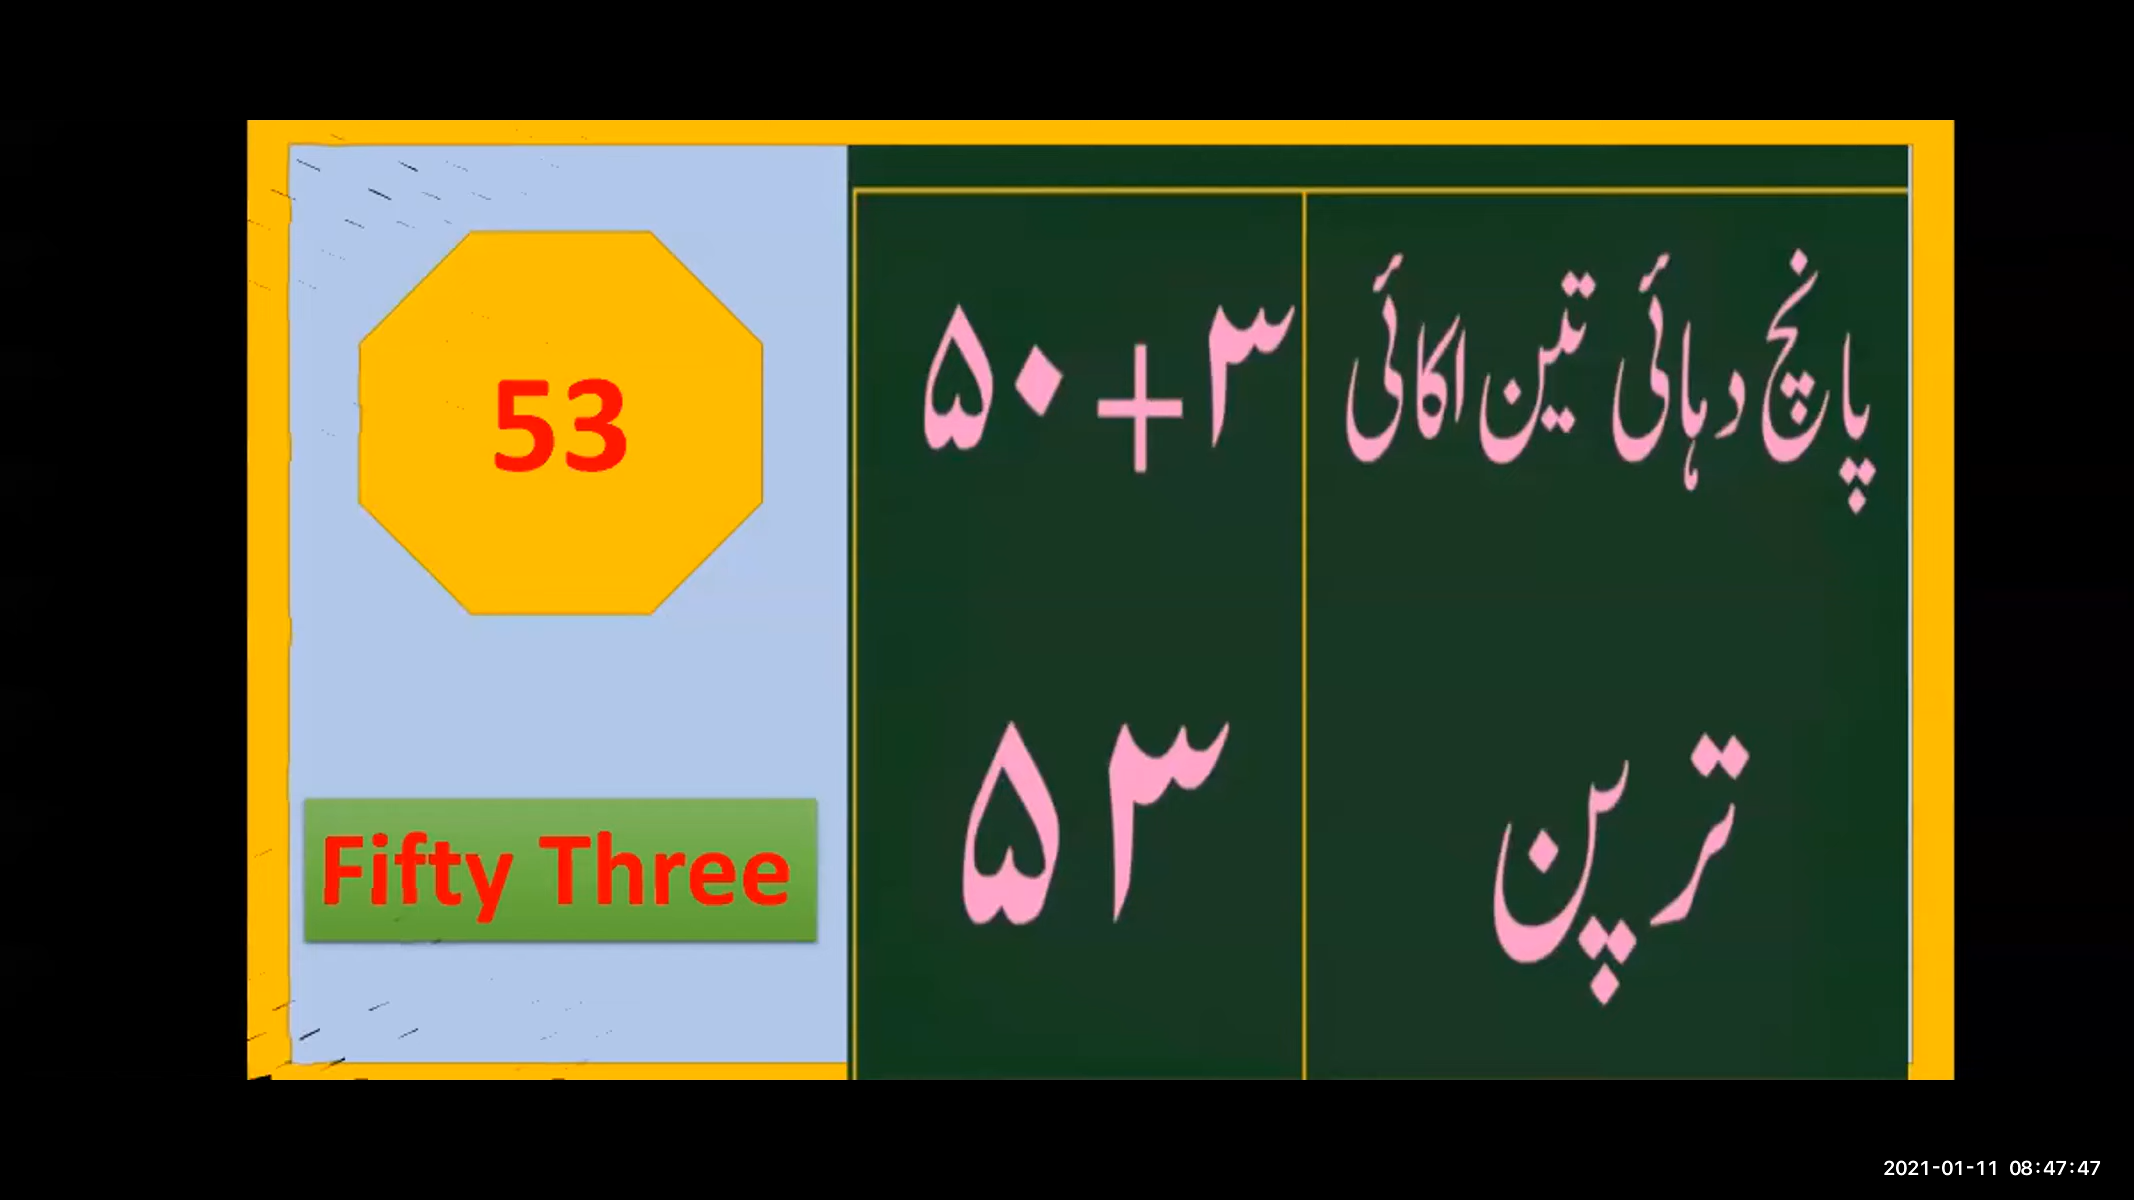 53
Fifty Three
پانچ دہائی تین اکائی
۵۰+۳
ترپن
۵۳
2021-01-11 08:47:47